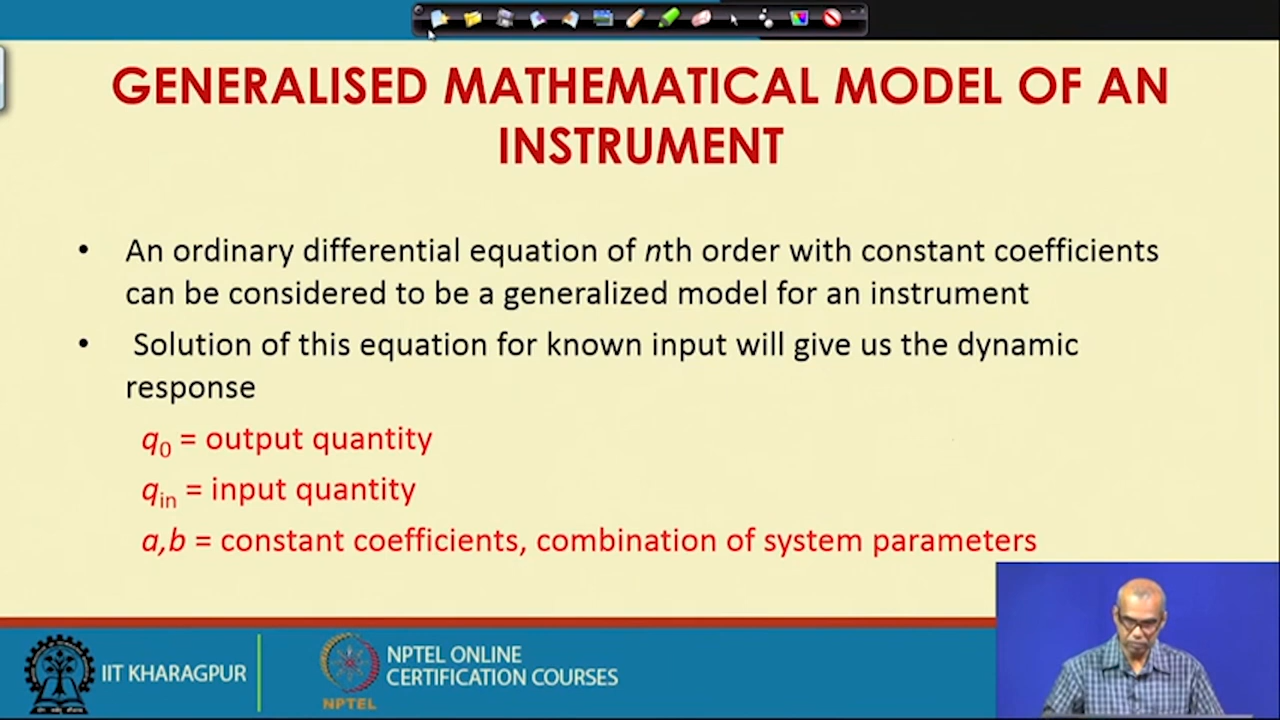 GENERALISED MATHEMATICAL MODEL OF AN
INSTRUMENT
• An ordinary differential equation of nth order with constant coefficients
can be considered to be a generalized model for an instrument
• Solution of this equation for known input will give us the dynamic
response
q₀ = output quantity
qᵢₙ = input quantity
a,b = constant coefficients, combination of system parameters
IIT KHARAGPUR
NPTEL ONLINE
CERTIFICATION COURSES
NPTEL